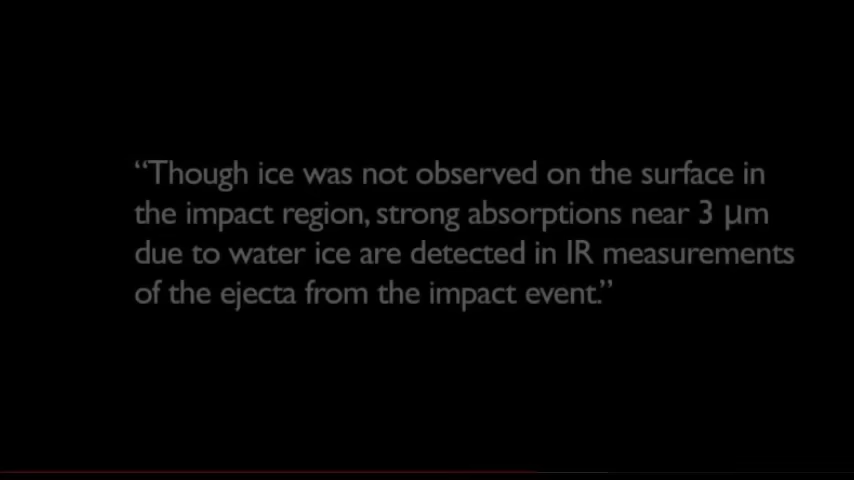 “Though ice was not observed on the surface in
the impact region, strong absorptions near 3 μm
due to water ice are detected in IR measurements
of the ejecta from the impact event.”